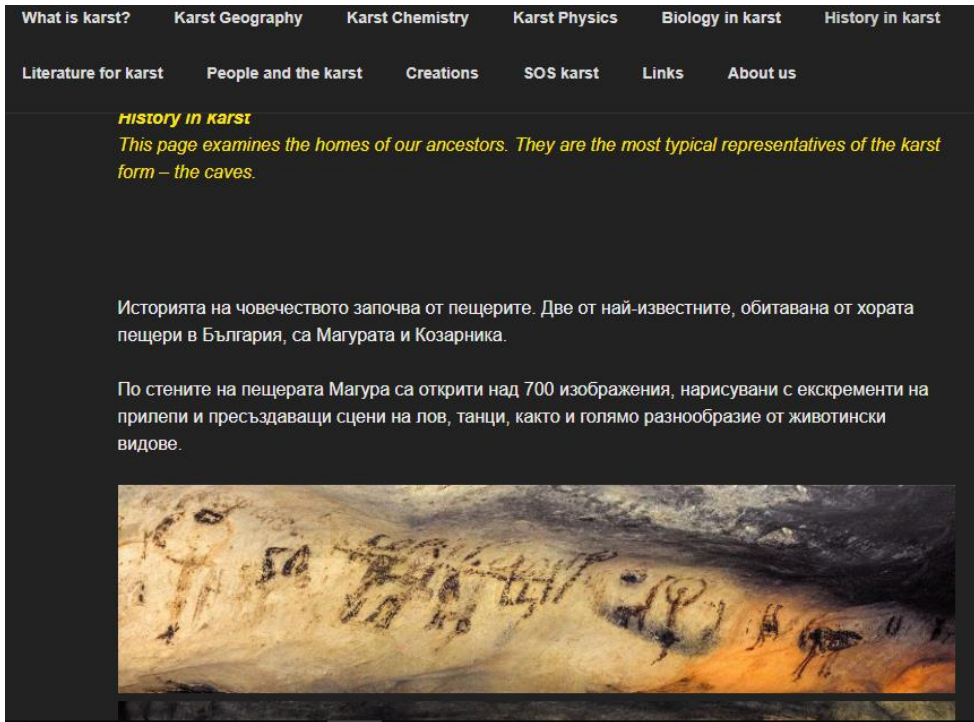 What is karst? Karst Geography Karst Chemistry Karst Physics Biology in karst History in karst
Literature for karst People and the karst Creations SOS karst Links About us
History in karst
This page examines the homes of our ancestors. They are the most typical representatives of the karst
form – the caves.
Историята на човечеството започва от пещерите. Две от най-известните, обитавана от хората
пещери в България, са Магурата и Козарника.
По стените на пещерата Магура са открити над 700 изображения, нарисувани с екскременти на
прилепи и пресъздаващи сцени на лов, танци, както и голямо разнообразие от животински
видове.